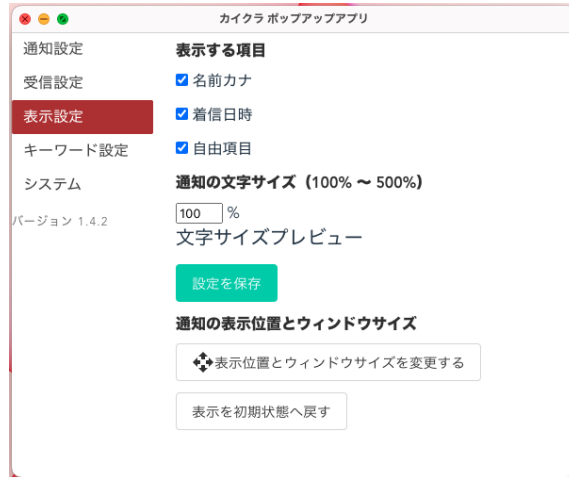 カイクラ ポップアップアプリ
通知設定
受信設定
表示設定
キーワード設定
システム
バージョン 1.4.2
表示する項目
名前カナ
着信日時
自由項目
通知の文字サイズ（100% 〜 500%）
100 %
文字サイズプレビュー
設定を保存
通知の表示位置とウィンドウサイズ
表示位置とウィンドウサイズを変更する
表示を初期状態へ戻す